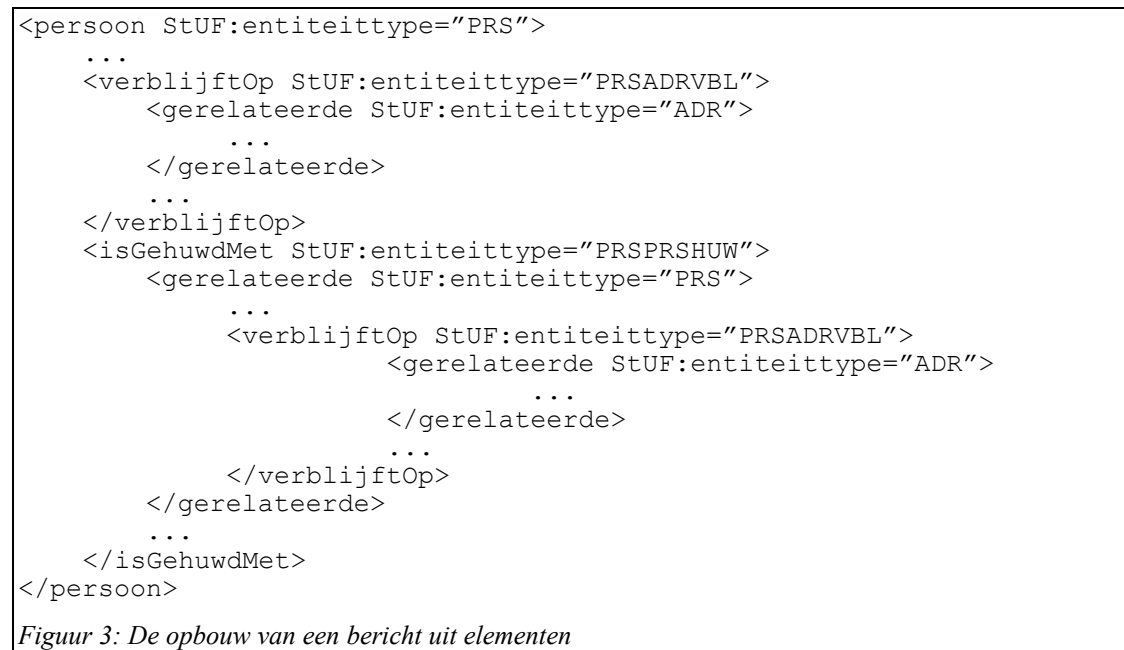 <persoon StUF:entiteittype=”PRS”>
    ...
    <verblijftOp StUF:entiteittype=”PRSADRVBL”>
        <gerelateerde StUF:entiteittype=”ADR”>
            ...
        </gerelateerde>
        ...
    </verblijftOp>
    <isGehuwdMet StUF:entiteittype=”PRSPRSHUW”>
        <gerelateerde StUF:entiteittype=”PRS”>
            ...
            <verblijftOp StUF:entiteittype=”PRSADRVBL”>
                    <gerelateerde StUF:entiteittype=”ADR”>
                            ...
                    </gerelateerde>
                    ...
            </verblijftOp>
        </gerelateerde>
        ...
    </isGehuwdMet>
</persoon>
Figuur 3: De opbouw van een bericht uit elementen